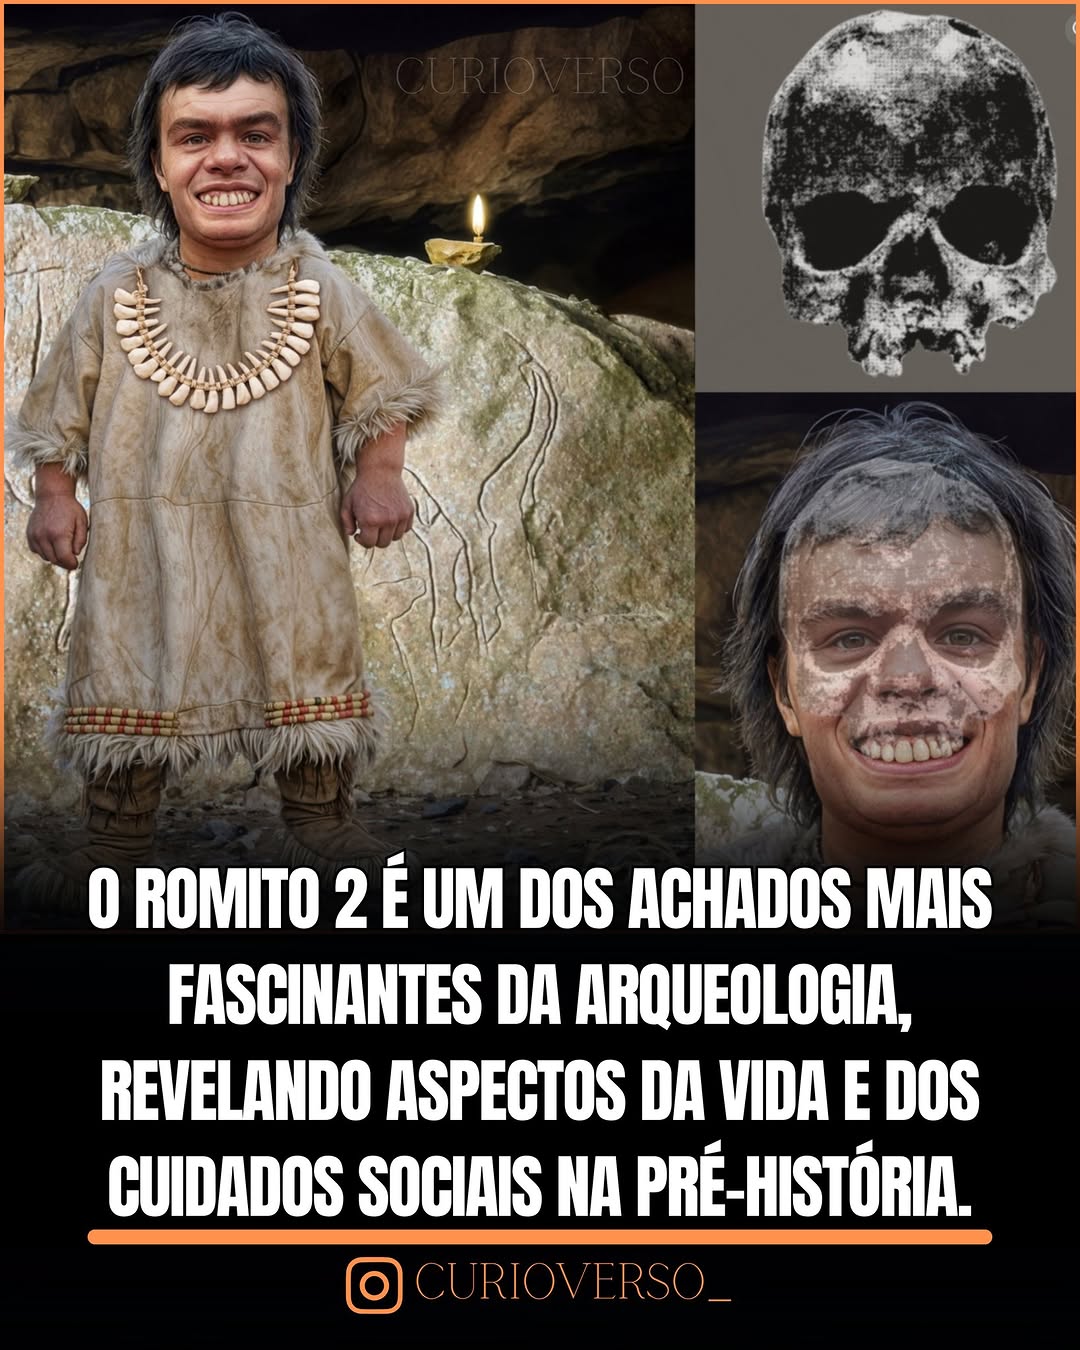 CURIOVERSO
O ROMITO 2 É UM DOS ACHADOS MAIS
FASCINANTES DA ARQUEOLOGIA,
REVELANDO ASPECTOS DA VIDA E DOS
CUIDADOS SOCIAIS NA PRÉ-HISTÓRIA.
CURIOVERSO_